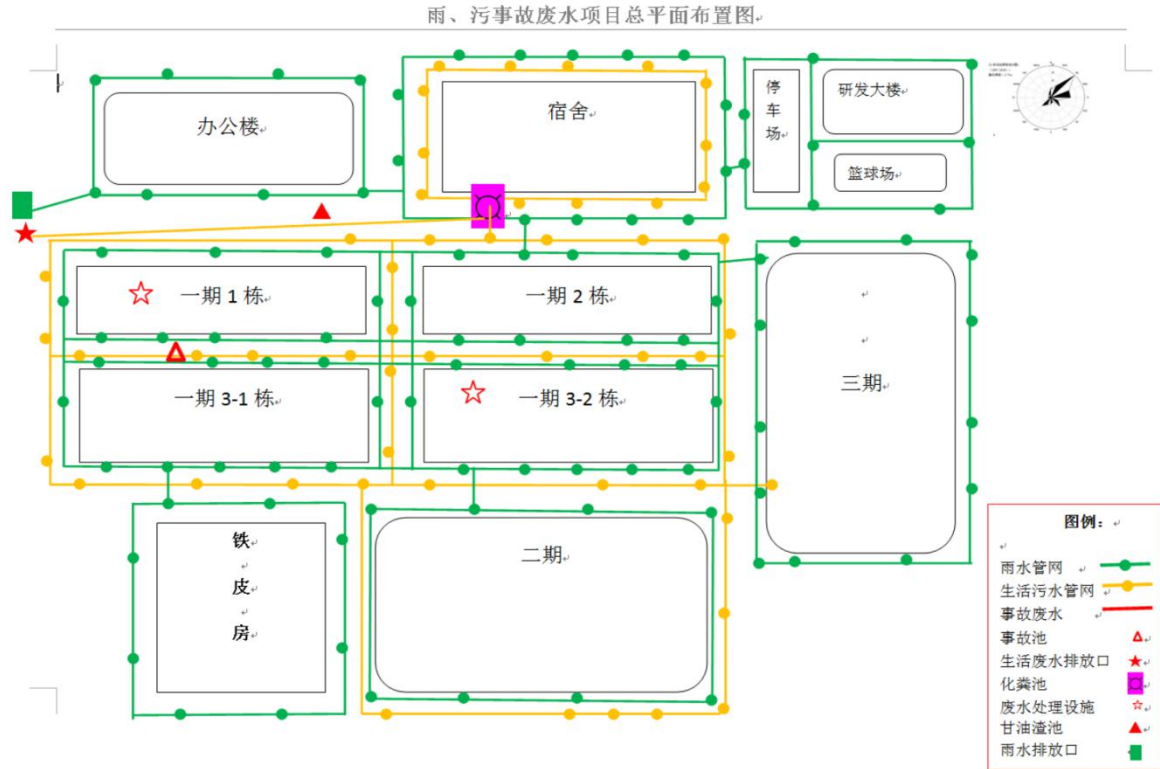 雨、污事故废水项目总平面布置图
办公楼
宿舍
停
车
场
研发大楼
篮球场
一期 1 栋
一期 2 栋
一期 3-1 栋
一期 3-2 栋
三期
铁
皮
房
二期
图例：
雨水管网
生活污水管网
事故废水
事故池
生活废水排放口
化粪池
废水处理设施
甘油渣池
雨水排放口